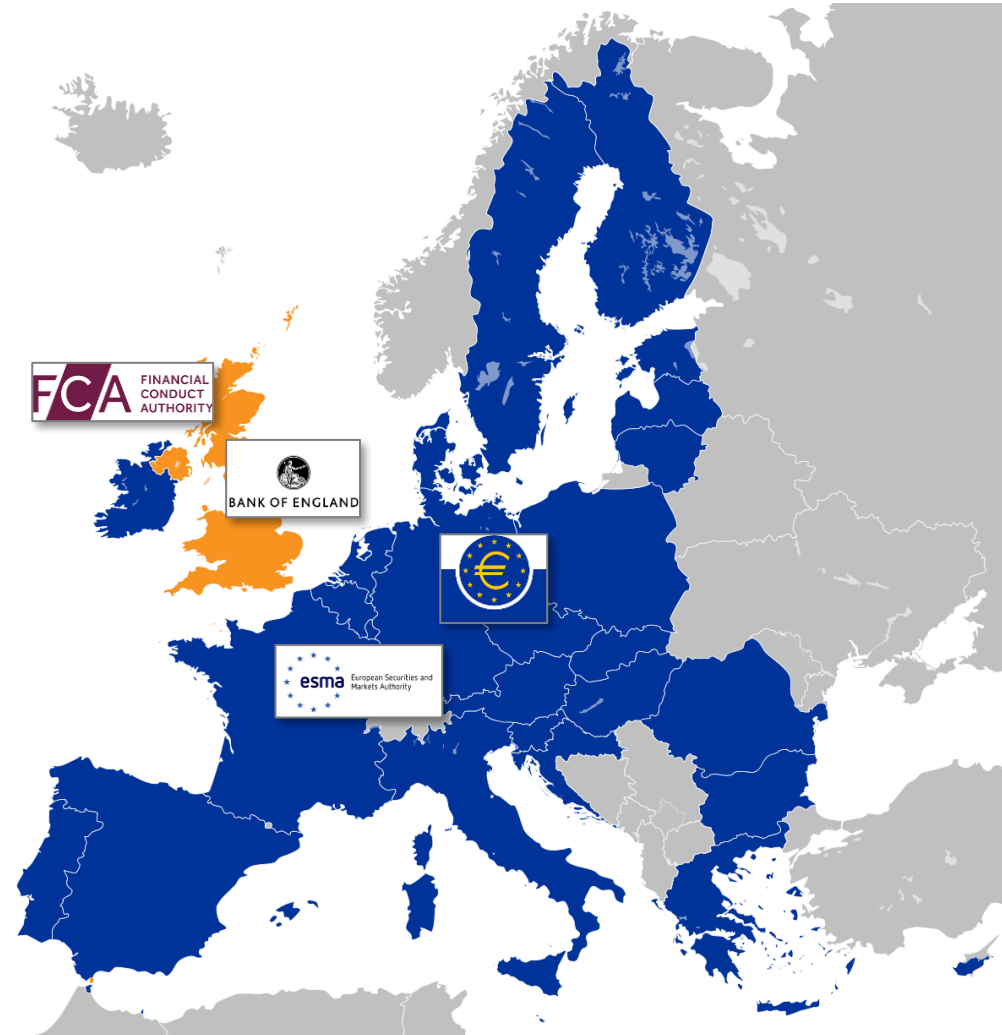 FCA
FINANCIAL
CONDUCT
AUTHORITY
BANK OF ENGLAND
€
esma
European Securities and
Markets Authority